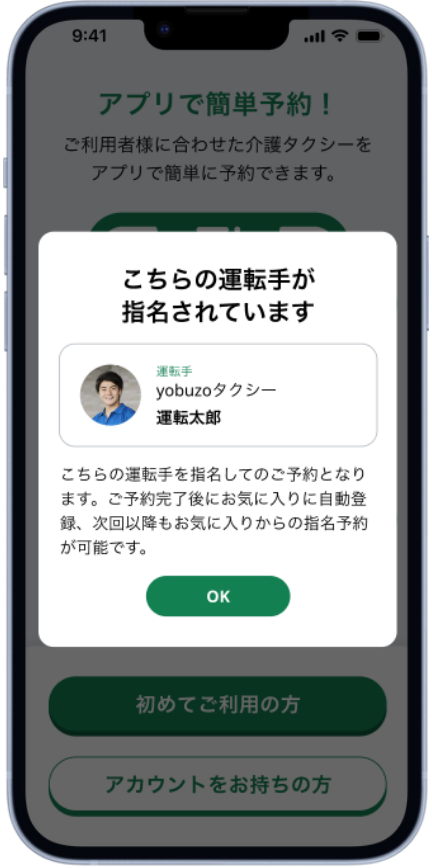 9:41
アプリで簡単予約！
ご利用者様に合わせた介護タクシーを
アプリで簡単に予約できます。
こちらの運転手が
指名されています
運転手
yobuzoタクシー
運転太郎
こちらの運転手を指名してのご予約となり
ます。ご予約完了後にお気に入りに自動登
録、次回以降もお気に入りからの指名予約
が可能です。
OK
初めてご利用の方
アカウントをお持ちの方